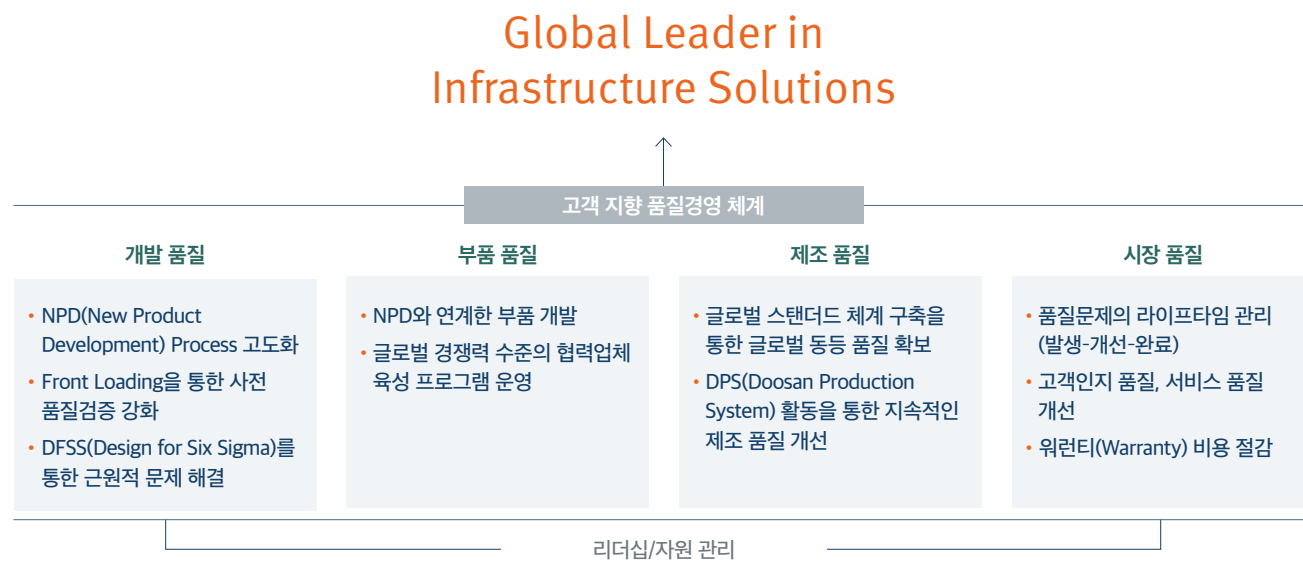 Global Leader in
Infrastructure Solutions
고객 지향 품질경영 체계
개발 품질
• NPD(New Product
Development) Process 고도화
• Front Loading을 통한 사전
품질검증 강화
• DFSS(Design for Six Sigma)를
통한 근원적 문제 해결
부품 품질
• NPD와 연계한 부품 개발
• 글로벌 경쟁력 수준의 협력업체
육성 프로그램 운영
제조 품질
• 글로벌 스탠더드 체계 구축을
통한 글로벌 동등 품질 확보
• DPS(Doosan Production
System) 활동을 통한 지속적인
제조 품질 개선
시장 품질
• 품질문제의 라이프타임 관리
(발생-개선-완료)
• 고객인지 품질, 서비스 품질
개선
• 워런티(Warranty) 비용 절감
리더십/자원 관리